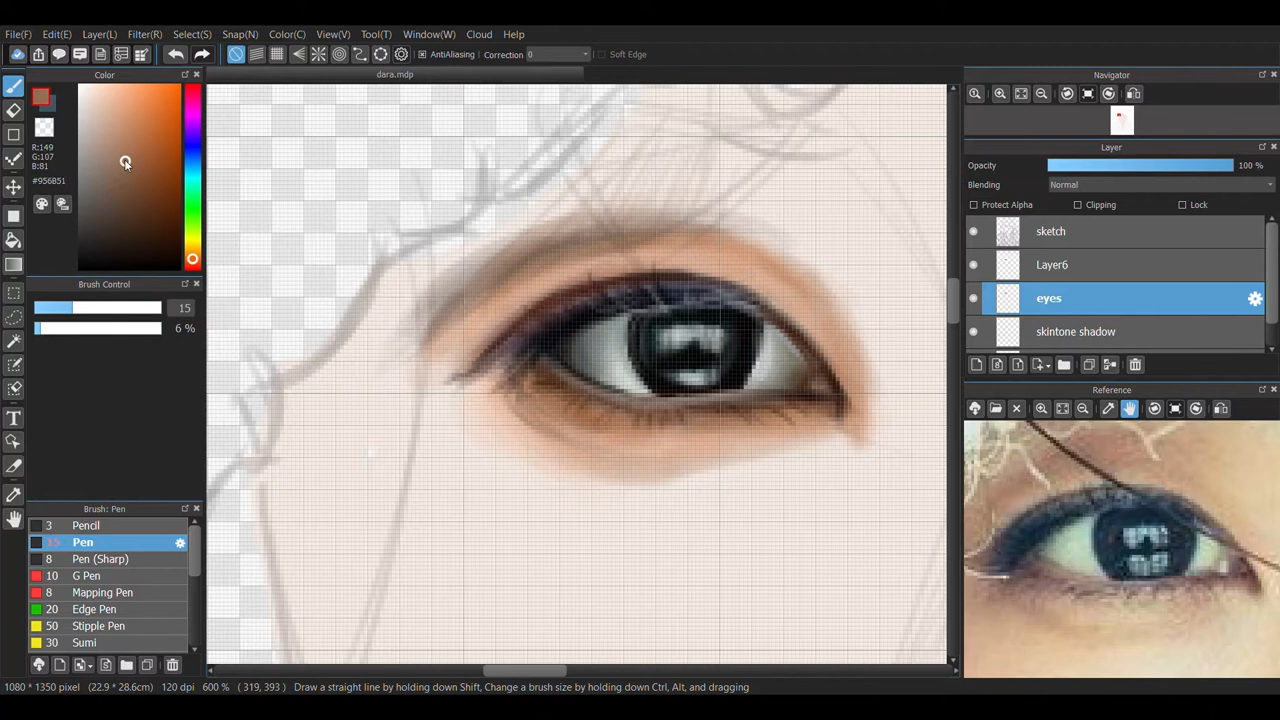 File(F) Edit(E) Layer(L) Filter(R) Select(S) Snap(N) Color(C) View(V) Tool(T) Window(W) Cloud Help
AntiAliasing Correction 0 Soft Edge
Color
dara.mdp
Navigator
R:149
G:107
B:81
#956B51
Layer
Opacity 100 %
Blending Normal
Protect Alpha Clipping Lock
sketch
Layer6
eyes
skintone shadow
Brush Control
15
6 %
Reference
Brush: Pen
3 Pencil
15 Pen
8 Pen (Sharp)
10 G Pen
8 Mapping Pen
20 Edge Pen
50 Stipple Pen
30 Sumi
T
1080 * 1350 pixel (22.9 * 28.6cm) 120 dpi 600 % ( 319, 393 ) Draw a straight line by holding down Shift, Change a brush size by holding down Ctrl, Alt, and dragging